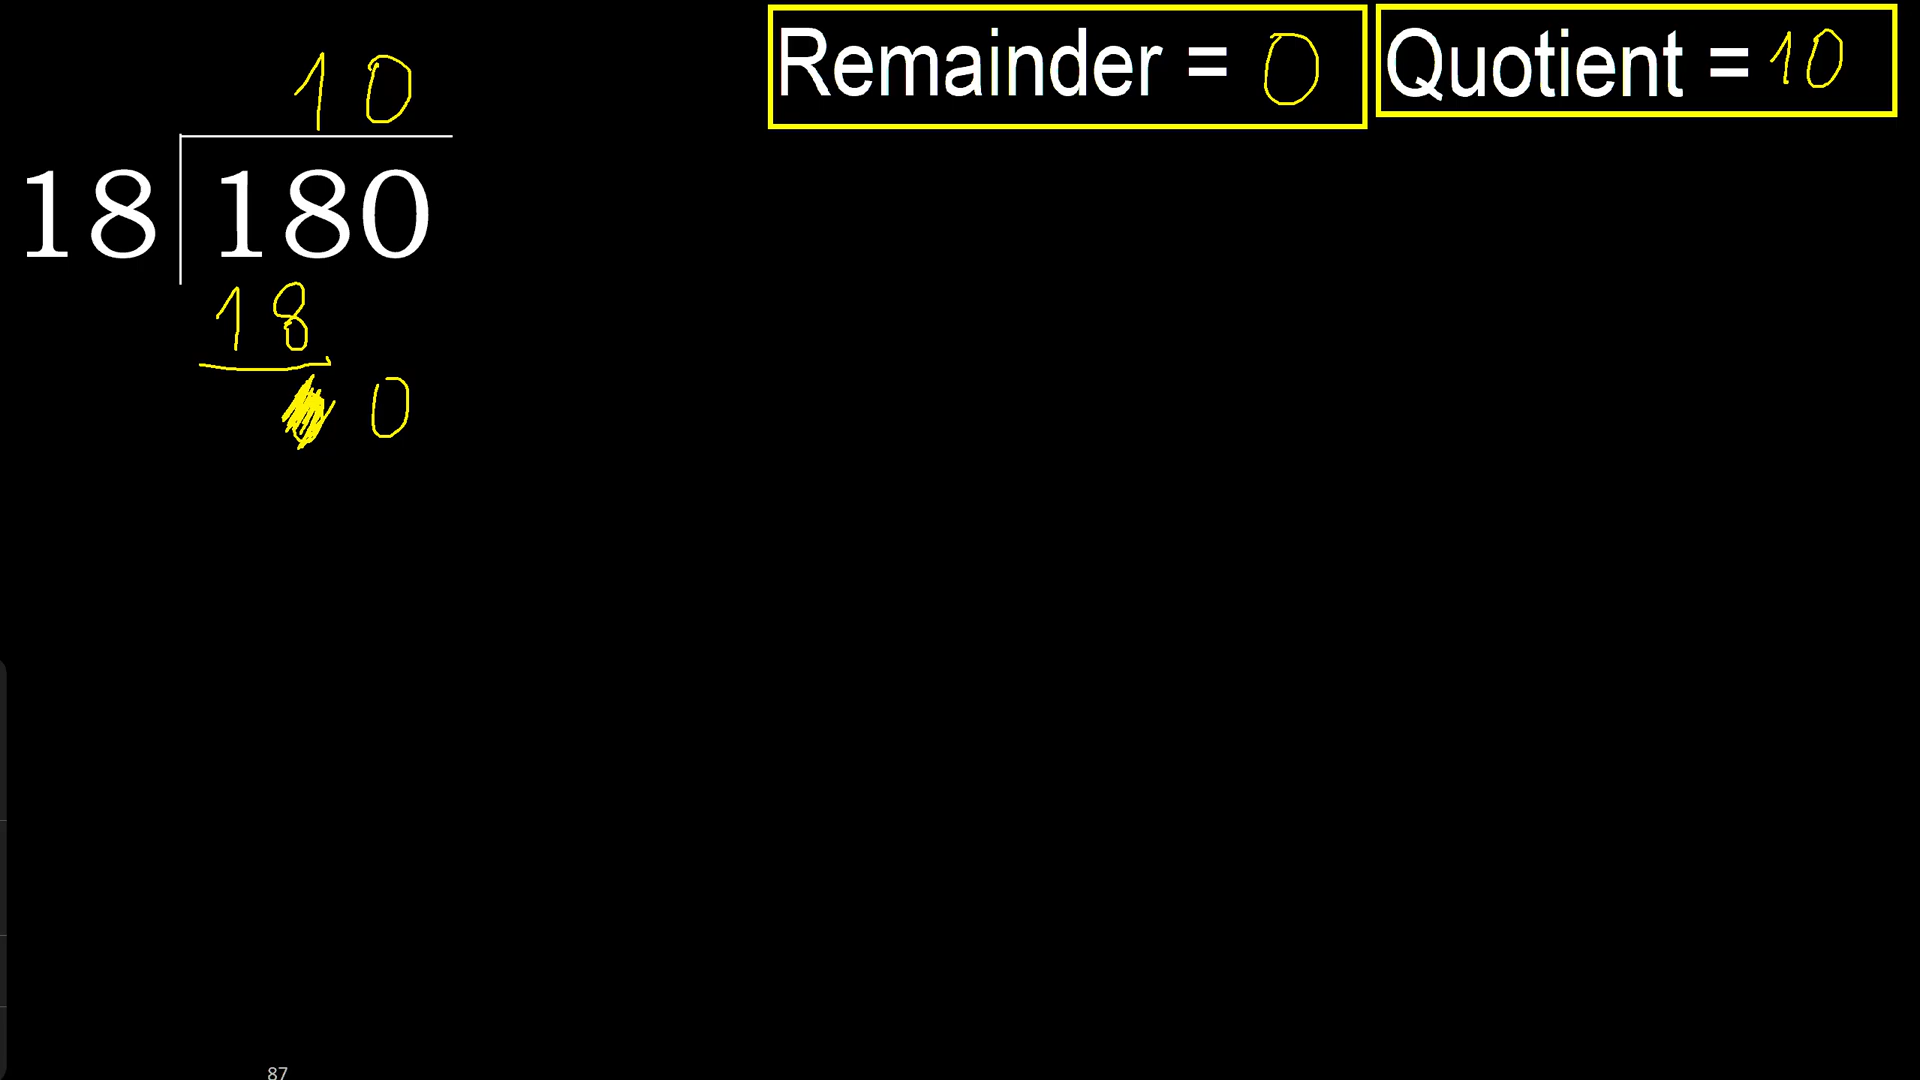 10
Remainder = 0
Quotient = 10
18 180
18
0
87